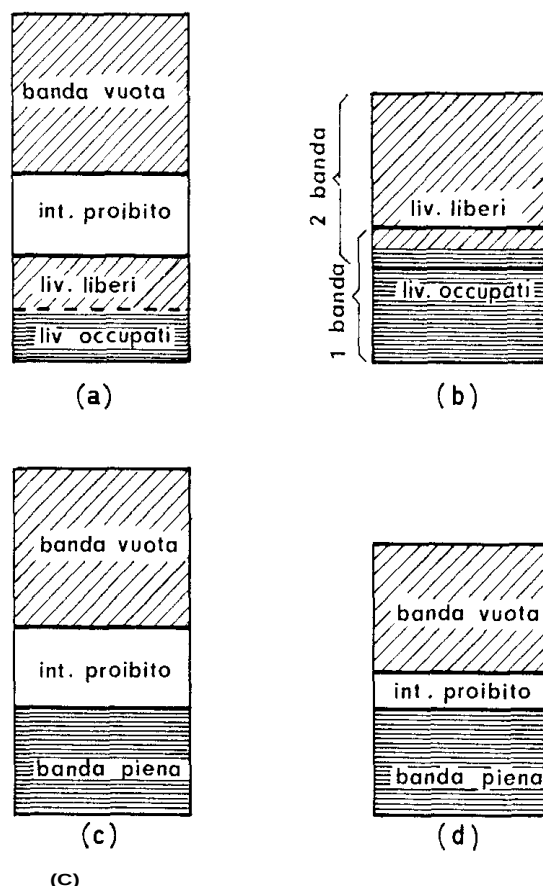 banda vuota
int. proibito
liv. liberi
liv occupati
(a)
2 banda
1 banda
liv. liberi
liv. occupati
(b)
banda vuota
int. proibito
banda piena
(c)
banda vuota
int. proibito
banda piena
(d)
(C)